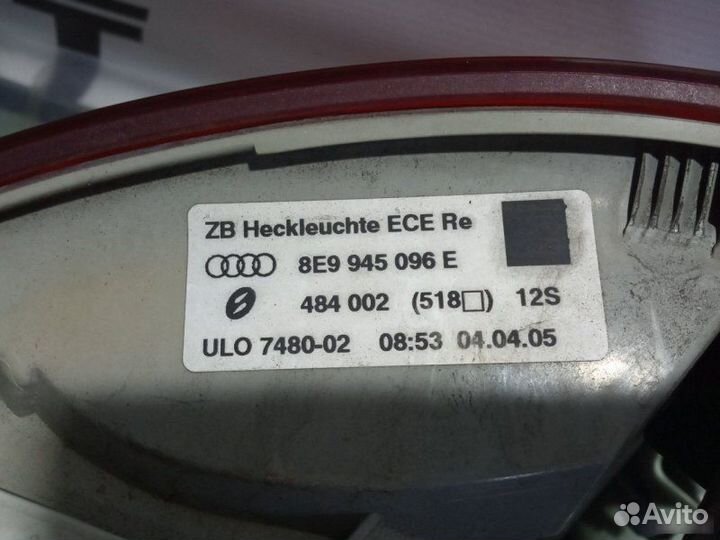 ZB Heckleuchte ECE Re
8E9 945 096 E
484 002 (518□) 12S
ULO 7480-02 08:53 04.04.05
Avito